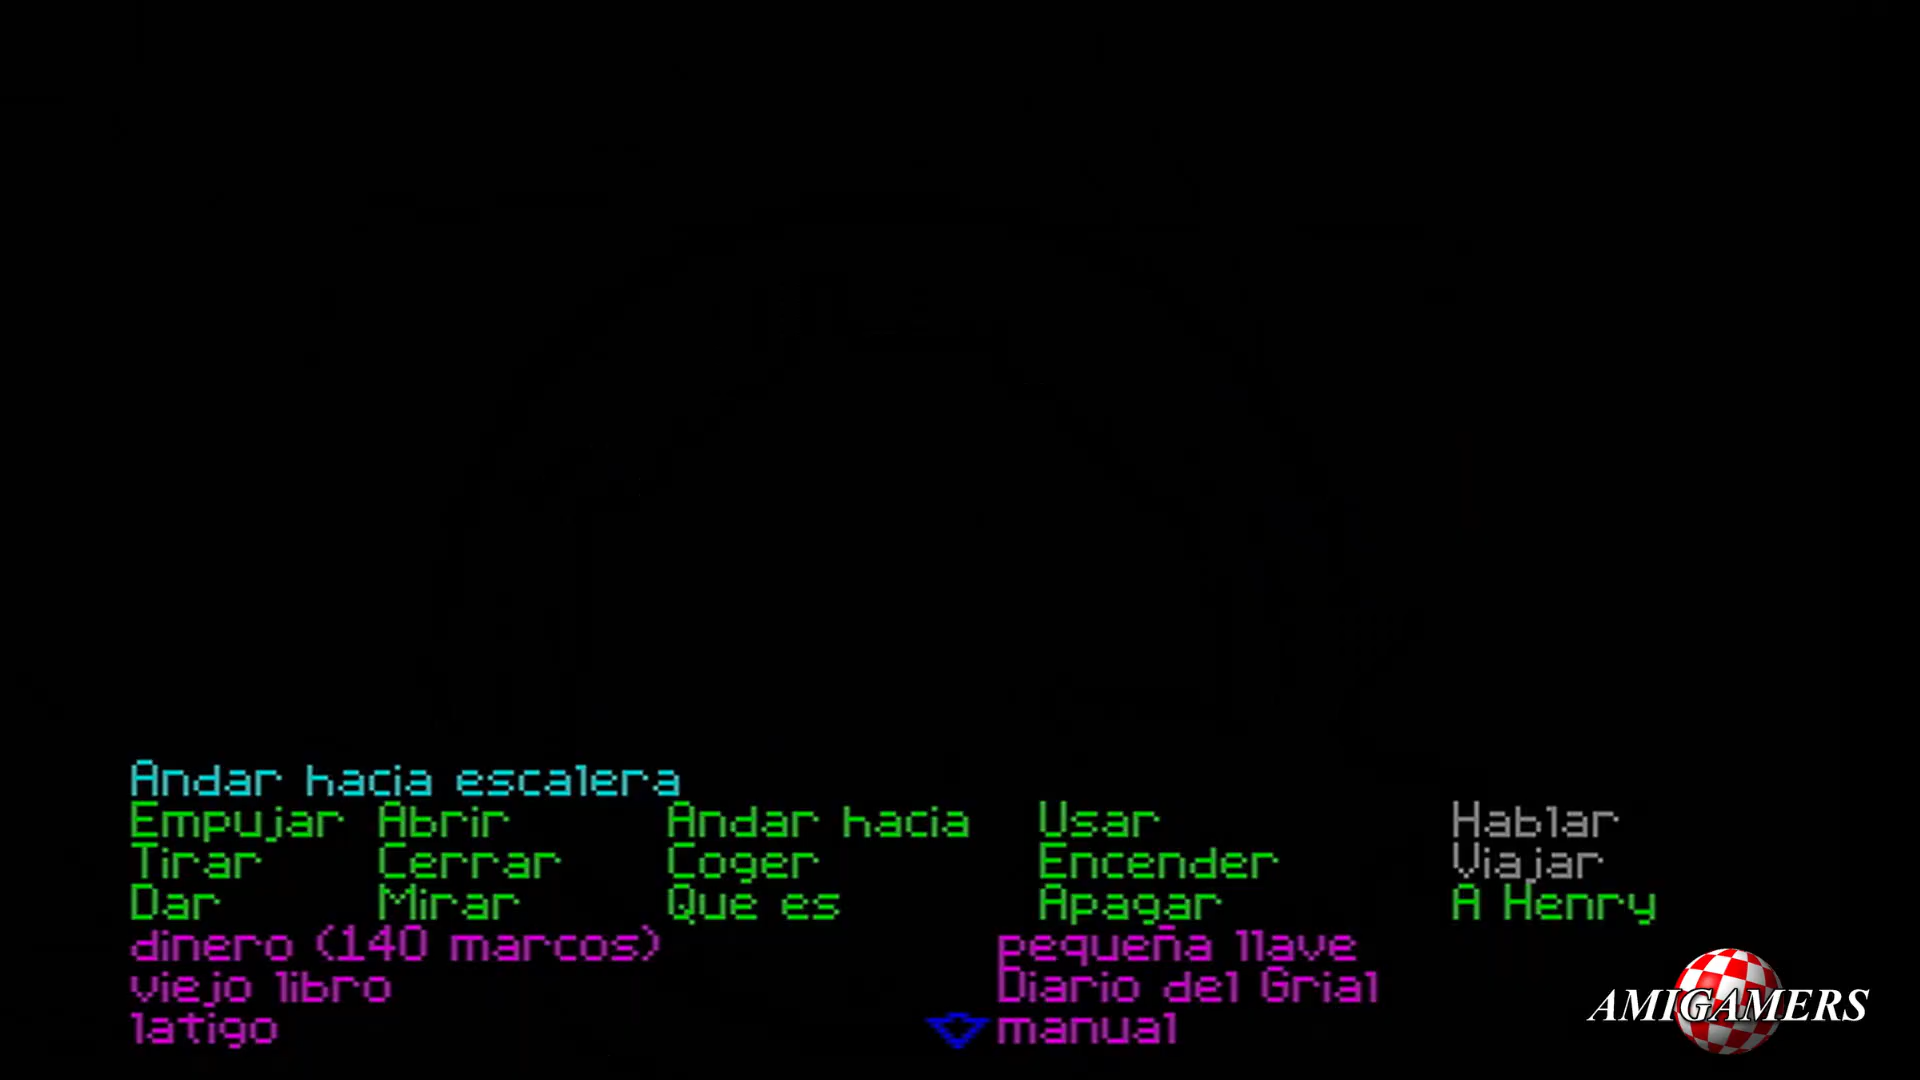 Andar hacia escalera
Empujar Abrir Andar hacia Usar Hablar
Tirar Cerrar Coger Encender Viajar
Dar Mirar Que es Apagar A Henry
dinero (140 marcos) pequeña llave
viejo libro Diario del Grial
latigo manual
AMIGAMERS